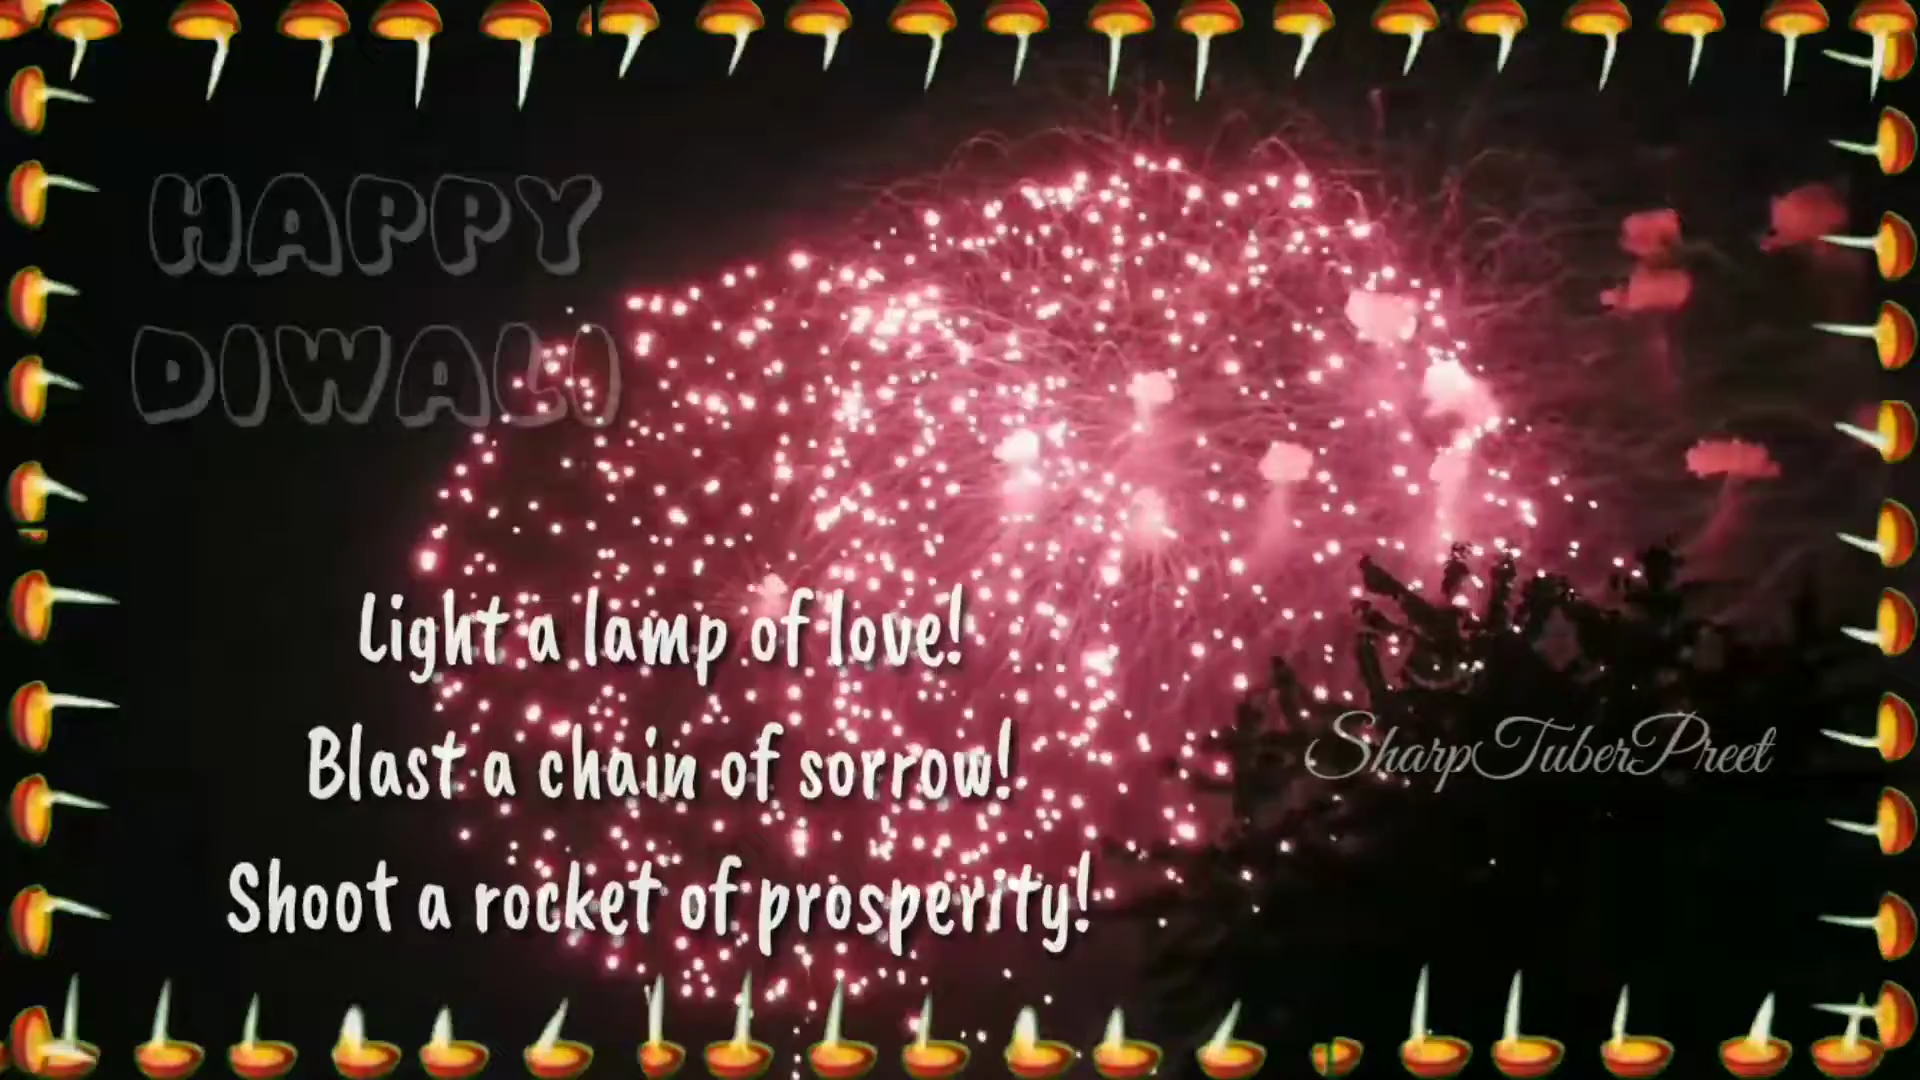 HAPPY
DIWALI
Light a lamp of love!
Blast a chain of sorrow!
Shoot a rocket of prosperity!
SharpTuberPreet